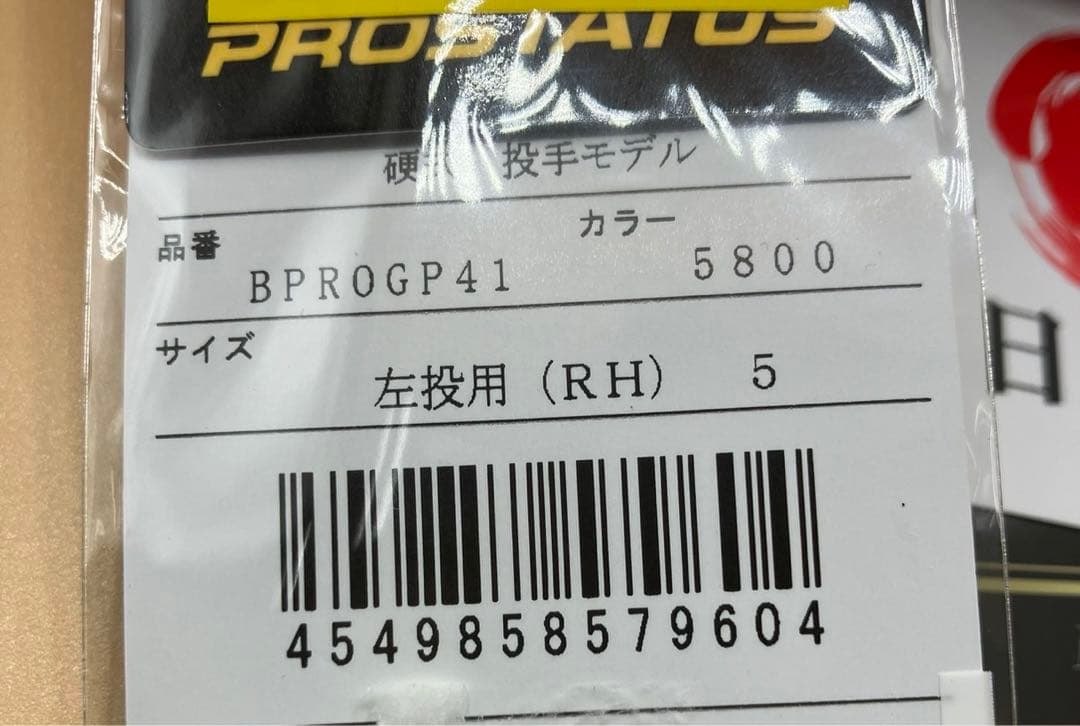 PROSTATUS
硬式 投手モデル
品番
カラー
BPROGP41
5800
サイズ
左投用（RH） 5
4549858579604
日